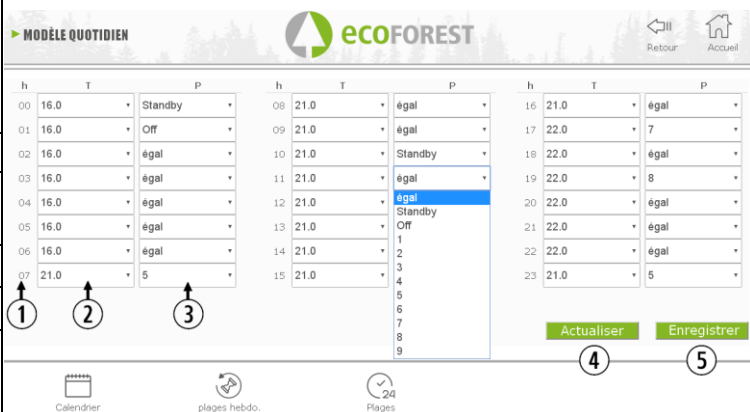 MODÈLE QUOTIDIEN
ecoFOREST
Retour
Accueil
h T P h T P h T P
00 16.0 Standby 08 21.0 égal 16 21.0 égal
01 16.0 Off 09 21.0 égal 17 22.0 7
02 16.0 égal 10 21.0 Standby 18 22.0 égal
03 16.0 égal 11 21.0 égal 19 22.0 8
04 16.0 égal 12 21.0 20 22.0 égal
05 16.0 égal 13 21.0 21 22.0 égal
06 16.0 égal 14 21.0 22 22.0 égal
07 21.0 5 15 21.0 23 21.0 5
égal
Standby
Off
1
2
3
4
5
6
7
8
9
1 2 3
Actualiser
Enregistrer
4 5
Calendrier
plages hebdo.
24
Plages